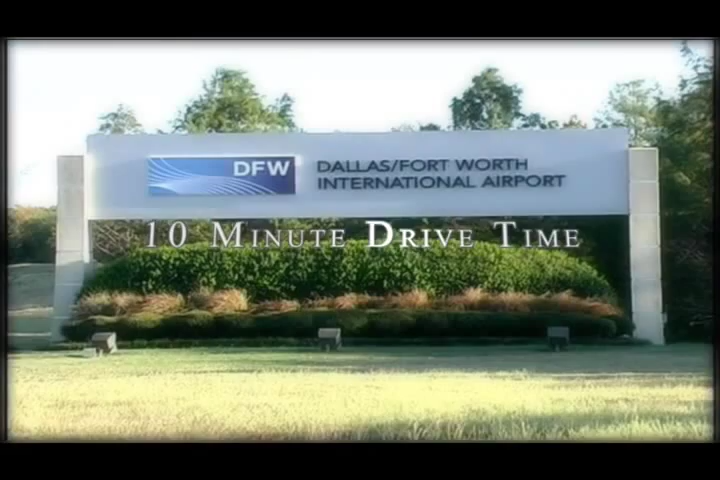 DFW
DALLAS/FORT WORTH
INTERNATIONAL AIRPORT
10 Minute Drive Time